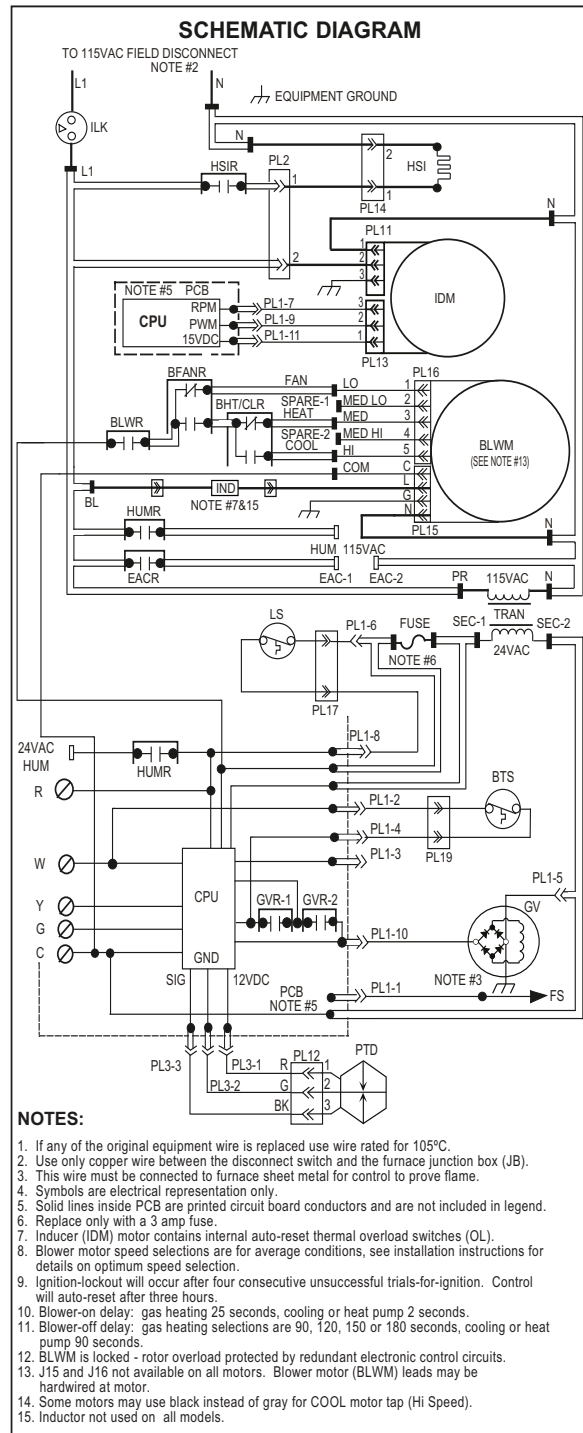 SCHEMATIC DIAGRAM
TO 115VAC FIELD DISCONNECT
NOTE #2
L1
N
EQUIPMENT GROUND
ILK
N
L1
HSIR
PL2
1
2
HSI
PL14
1
N
PL11
1
2
2
3
IDM
NOTE #5 PCB
CPU
RPM
PWM
15VDC
PL1-7
PL1-9
PL1-11
3
2
1
PL13
BFANR
FAN
LO
1
PL16
SPARE-1
MED LO
2
BHT/CLR
HEAT
MED
3
SPARE-2
MED HI
4
COOL
HI
5
BLWR
COM
C
BLWM
(SEE NOTE #13)
BL
IND
NOTE #7&15
L
G
N
PL15
HUMR
N
HUM 115VAC
EACR
EAC-1
EAC-2
PR
115VAC
N
TRAN
LS
PL1-6
FUSE
NOTE #6
SEC-1
SEC-2
24VAC
PL17
24VAC
HUM
HUMR
PL1-8
R
PL1-2
BTS
PL1-4
W
PL1-3
PL19
CPU
PL1-5
Y
GVR-1
GVR-2
GV
G
PL1-10
C
GND
SIG
12VDC
NOTE #3
PCB
NOTE #5
PL1-1
FS
PL3-3
PL3-2
PL3-1
R
G
BK
PL12
1
2
3
PTD
NOTES:
1. If any of the original equipment wire is replaced use wire rated for 105ºC.
2. Use only copper wire between the disconnect switch and the furnace junction box (JB).
3. This wire must be connected to furnace sheet metal for control to prove flame.
4. Symbols are electrical representation only.
5. Solid lines inside PCB are printed circuit board conductors and are not included in legend.
6. Replace only with a 3 amp fuse.
7. Inducer (IDM) motor contains internal auto-reset thermal overload switches (OL).
8. Blower motor speed selections are for average conditions, see installation instructions for
details on optimum speed selection.
9. Ignition-lockout will occur after four consecutive unsuccessful trials-for-ignition. Control
will auto-reset after three hours.
10. Blower-on delay: gas heating 25 seconds, cooling or heat pump 2 seconds.
11. Blower-off delay: gas heating selections are 90, 120, 150 or 180 seconds, cooling or heat
pump 90 seconds.
12. BLWM is locked - rotor overload protected by redundant electronic control circuits.
13. J15 and J16 not available on all motors. Blower motor (BLWM) leads may be
hardwired at motor.
14. Some motors may use black instead of gray for COOL motor tap (Hi Speed).
15. Inductor not used on all models.